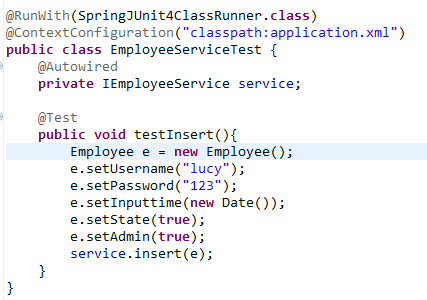 @RunWith(SpringJUnit4ClassRunner.class)
@ContextConfiguration("classpath:application.xml")
public class EmployeeServiceTest {
    @Autowired
    private IEmployeeService service;

    @Test
    public void testInsert(){
        Employee e = new Employee();
        e.setUsername("lucy");
        e.setPassword("123");
        e.setInputtime(new Date());
        e.setState(true);
        e.setAdmin(true);
        service.insert(e);
    }
}